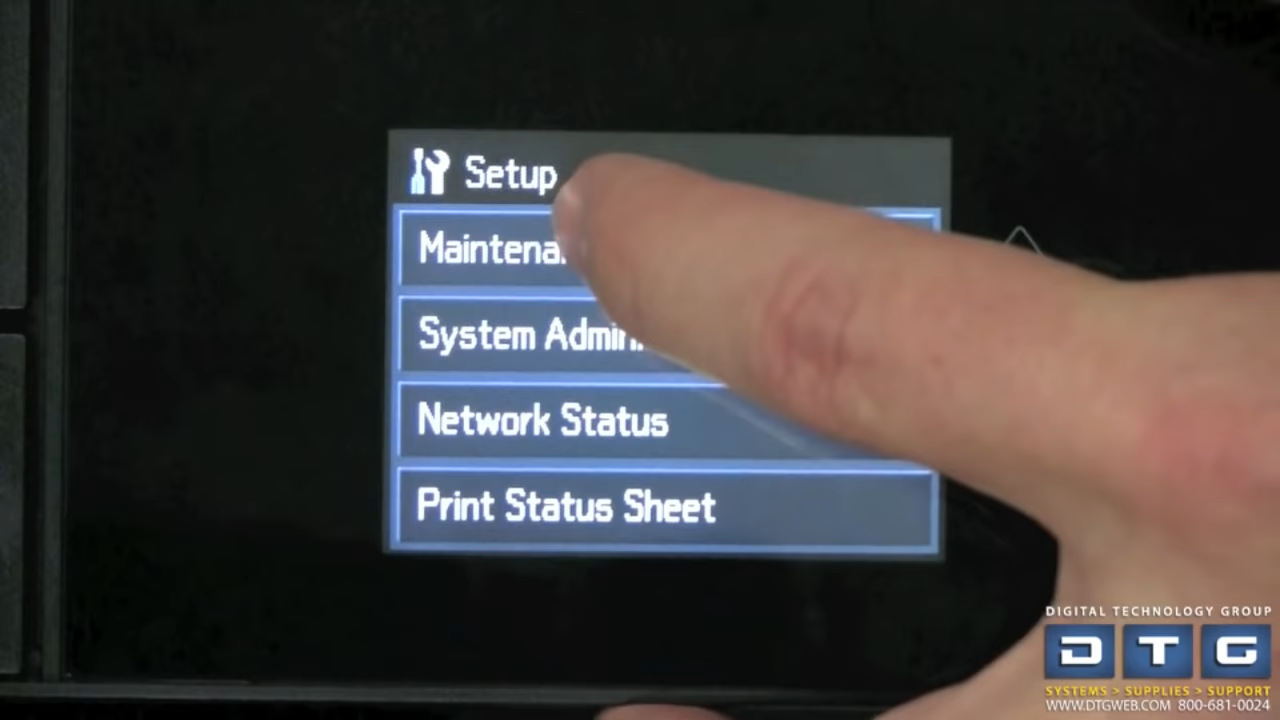 Setup
Maintena
System Admin
Network Status
Print Status Sheet
DIGITAL TECHNOLOGY GROUP
DTG
SYSTEMS > SUPPLIES > SUPPORT
WWW.DTGWEB.COM 800-681-0024